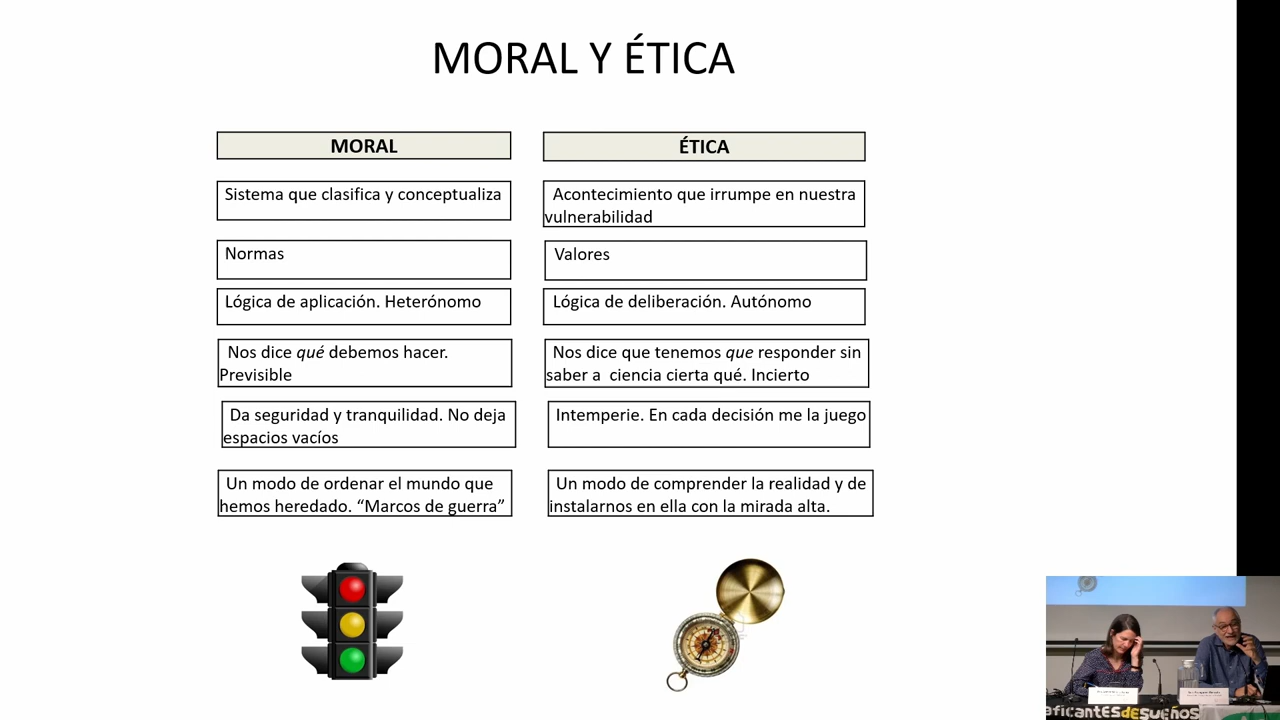 MORAL Y ÉTICA
MORAL
Sistema que clasifica y conceptualiza
Normas
Lógica de aplicación. Heterónomo
Nos dice qué debemos hacer.
Previsible
Da seguridad y tranquilidad. No deja
espacios vacíos
Un modo de ordenar el mundo que
hemos heredado. “Marcos de guerra”
ÉTICA
Acontecimiento que irrumpe en nuestra
vulnerabilidad
Valores
Lógica de deliberación. Autónomo
Nos dice que tenemos que responder sin
saber a ciencia cierta qué. Incierto
Intemperie. En cada decisión me la juego
Un modo de comprender la realidad y de
instalarnos en ella con la mirada alta.
aficantesdesueños